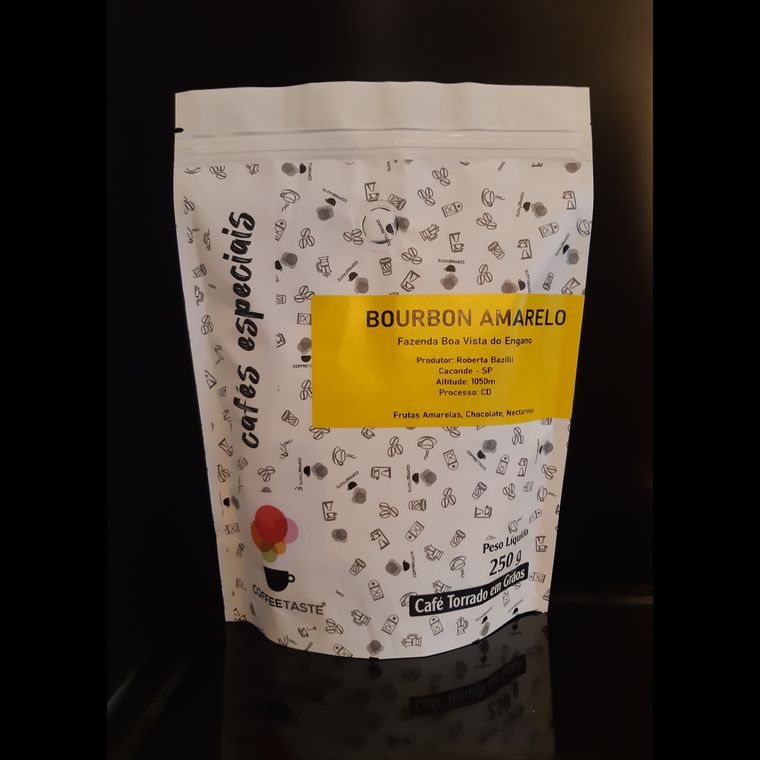 cafés especiais
BOURBON AMARELO
Fazenda Boa Vista do Engano
Produtor: Roberta Bazilli
Caconde - SP
Altitude: 1050m
Processo: CD
Frutas Amarelas, Chocolate, Nectarina
Peso Líquido
250 g
Café Torrado em Grãos
COFFEETASTE